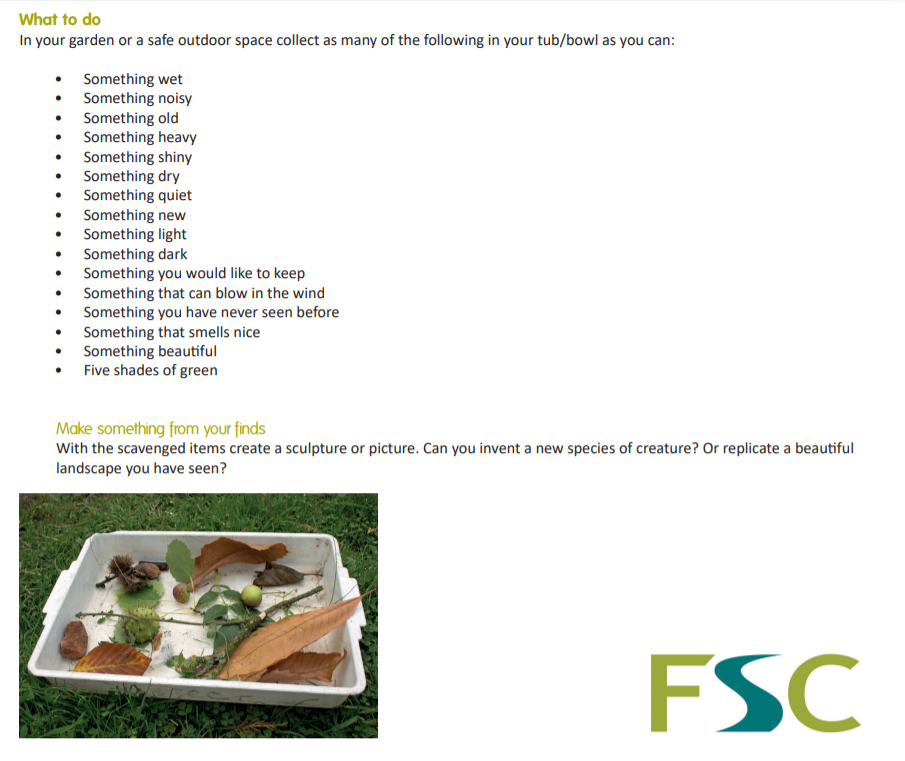 What to do
In your garden or a safe outdoor space collect as many of the following in your tub/bowl as you can:
• Something wet
• Something noisy
• Something old
• Something heavy
• Something shiny
• Something dry
• Something quiet
• Something new
• Something light
• Something dark
• Something you would like to keep
• Something that can blow in the wind
• Something you have never seen before
• Something that smells nice
• Something beautiful
• Five shades of green
Make something from your finds
With the scavenged items create a sculpture or picture. Can you invent a new species of creature? Or replicate a beautiful
landscape you have seen?
FSC